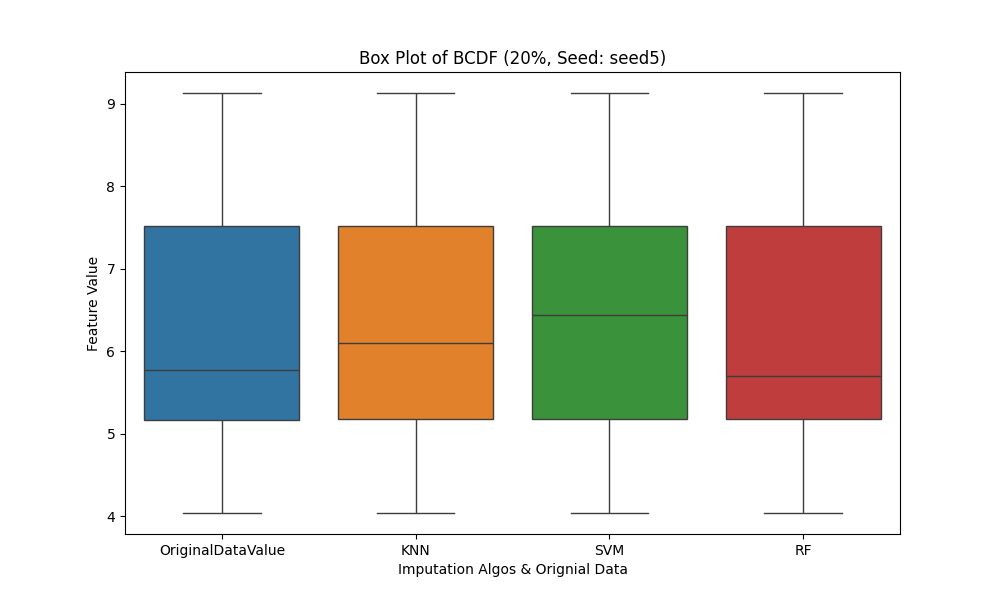 Box Plot of BCDF (20%, Seed: seed5)
9
8
7
6
5
4
Feature Value
OriginalDataValue KNN SVM RF
Imputation Algos & Orignial Data